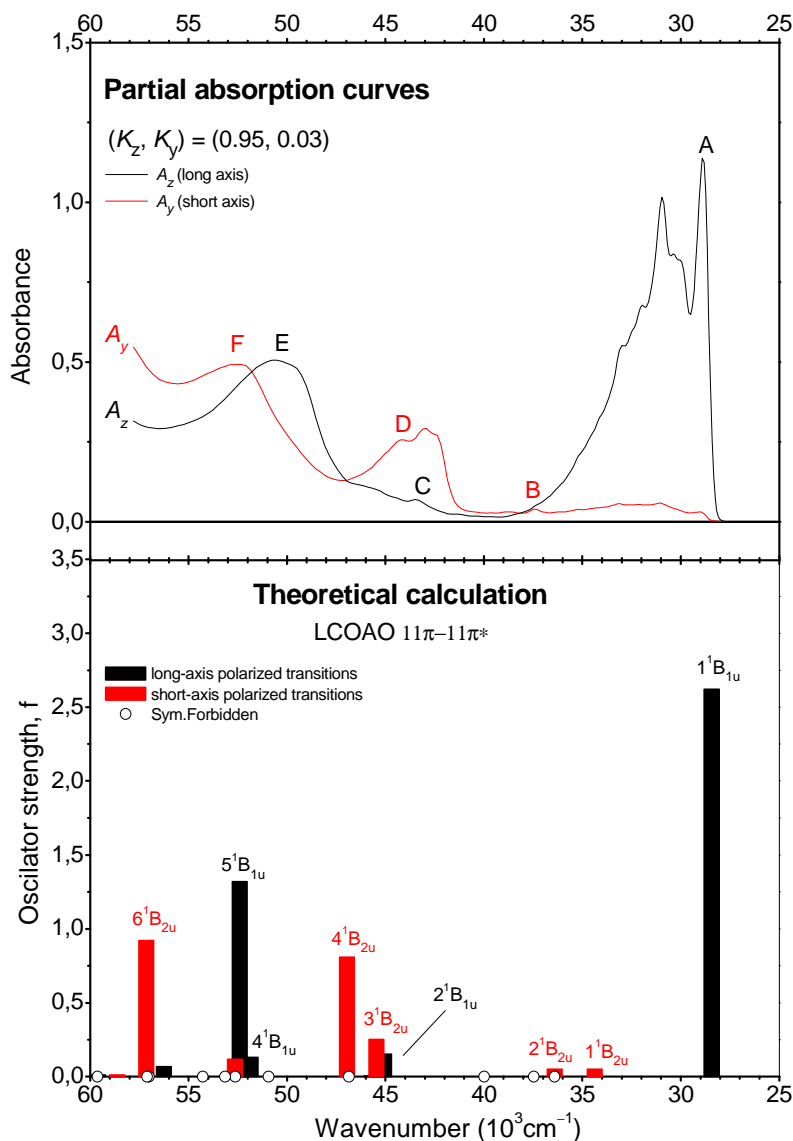 60 55 50 45 40 35 30 25
1,5
Partial absorption curves
(Kz, Ky) = (0.95, 0.03)
Az (long axis)
Ay (short axis)
A
1,0
Absorbance
0,5
Ay
F
E
Az
D
C
B
0,0
3,5
Theoretical calculation
LCOAO 11π–11π*
3,0
long-axis polarized transitions
short-axis polarized transitions
Sym.Forbidden
1¹B1u
2,5
2,0
Oscilator strength, f
1,5
5¹B1u
6¹B2u
1,0
4¹B2u
2¹B1u
0,5
3¹B2u
4¹B1u
2¹B2u
1¹B2u
0,0
60 55 50 45 40 35 30 25
Wavenumber (10³cm⁻¹)